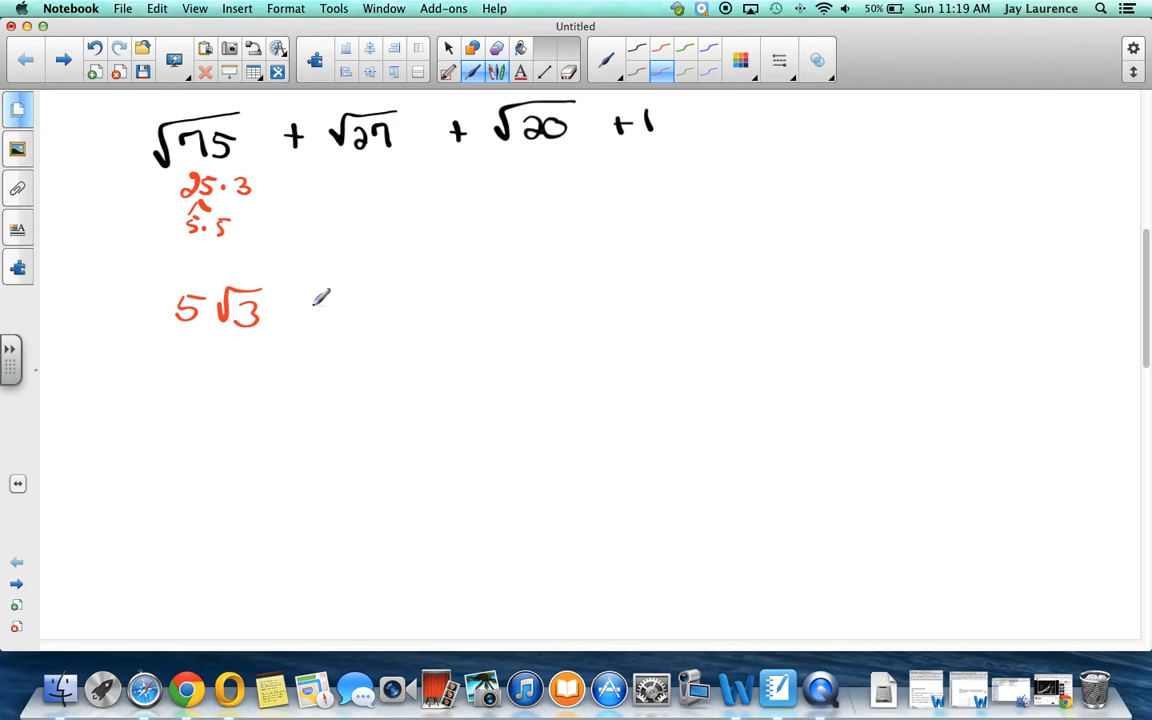 Notebook File Edit View Insert Format Tools Window Add-ons Help 50% Sun 11:19 AM Jay Laurence
Untitled
√75 + √27 + √20 + 1
25 · 3
5 · 5
5 √3